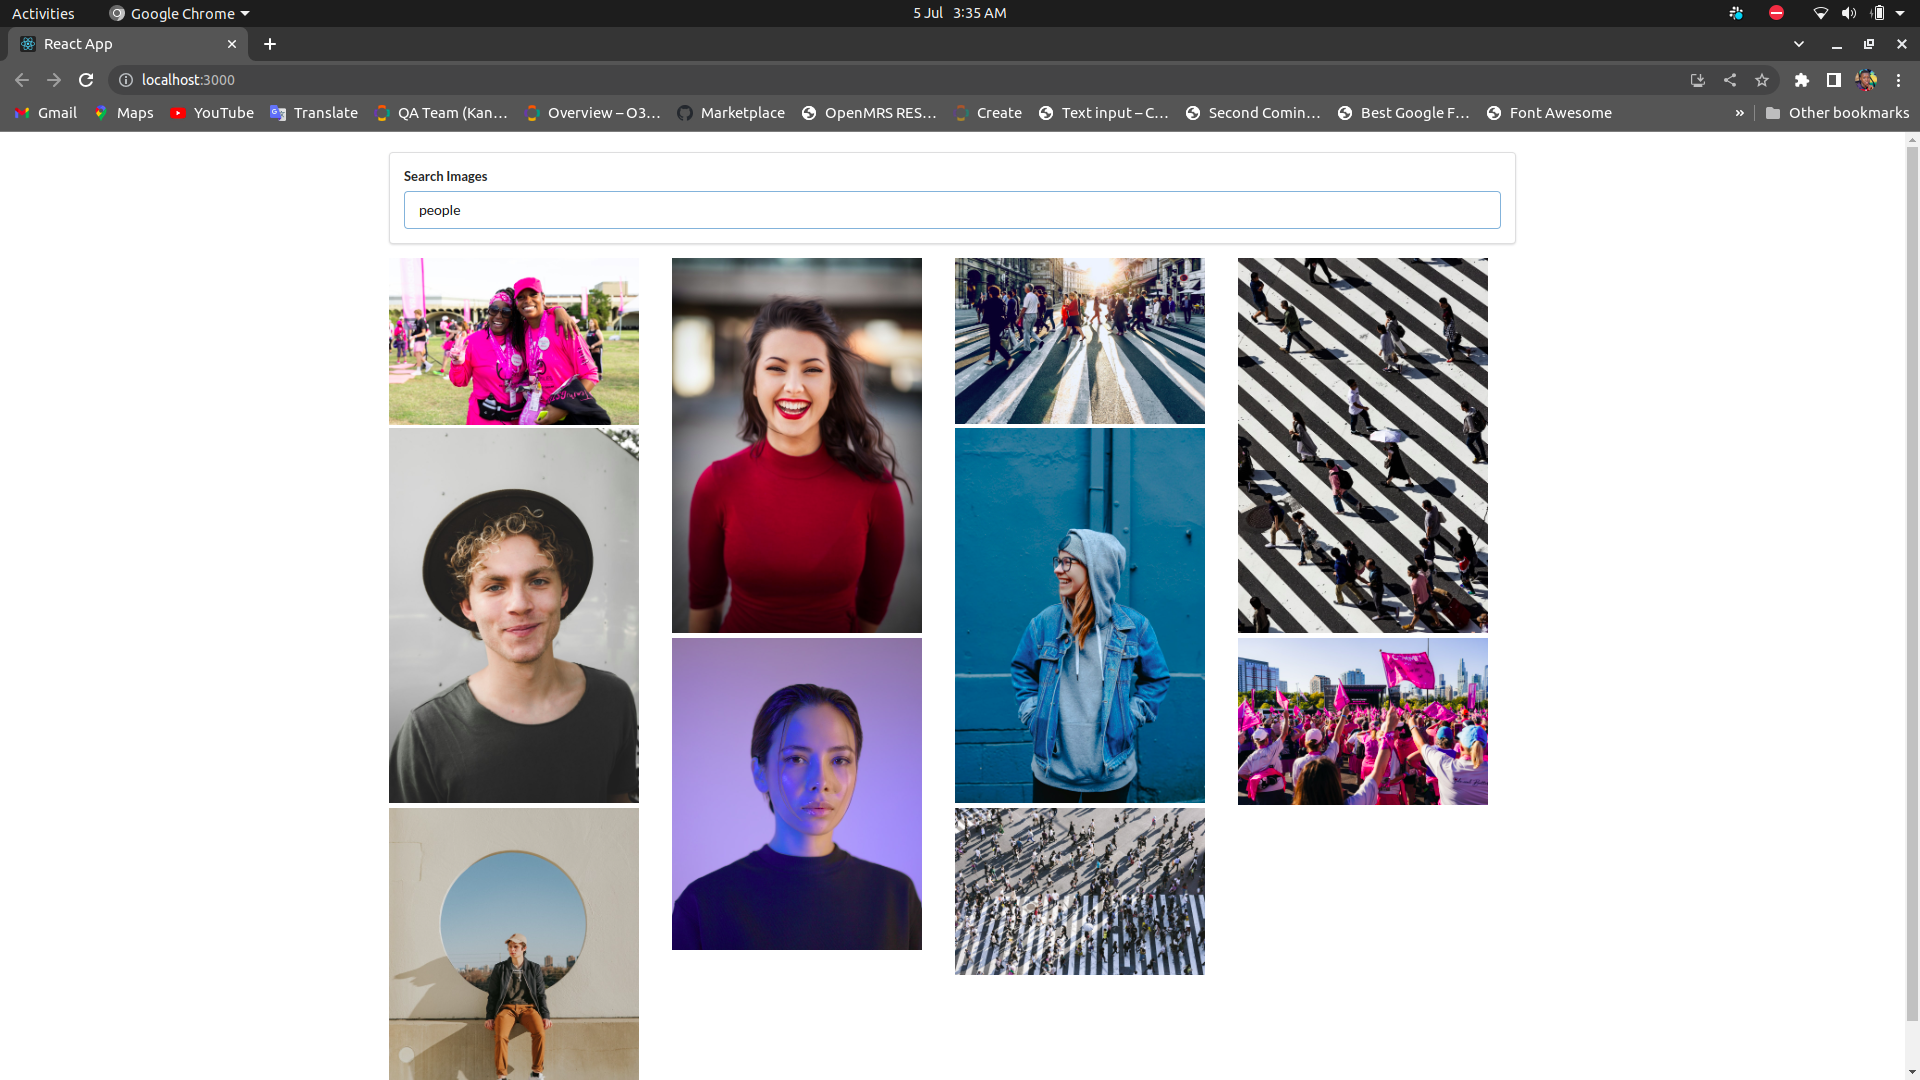 Activities
Google Chrome
5 Jul 3:35 AM
React App
localhost:3000
Gmail
Maps
YouTube
Translate
QA Team (Kan...
Overview – O3...
Marketplace
OpenMRS RES...
Create
Text input – C...
Second Comin...
Best Google F...
Font Awesome
»
Other bookmarks
Search Images
people